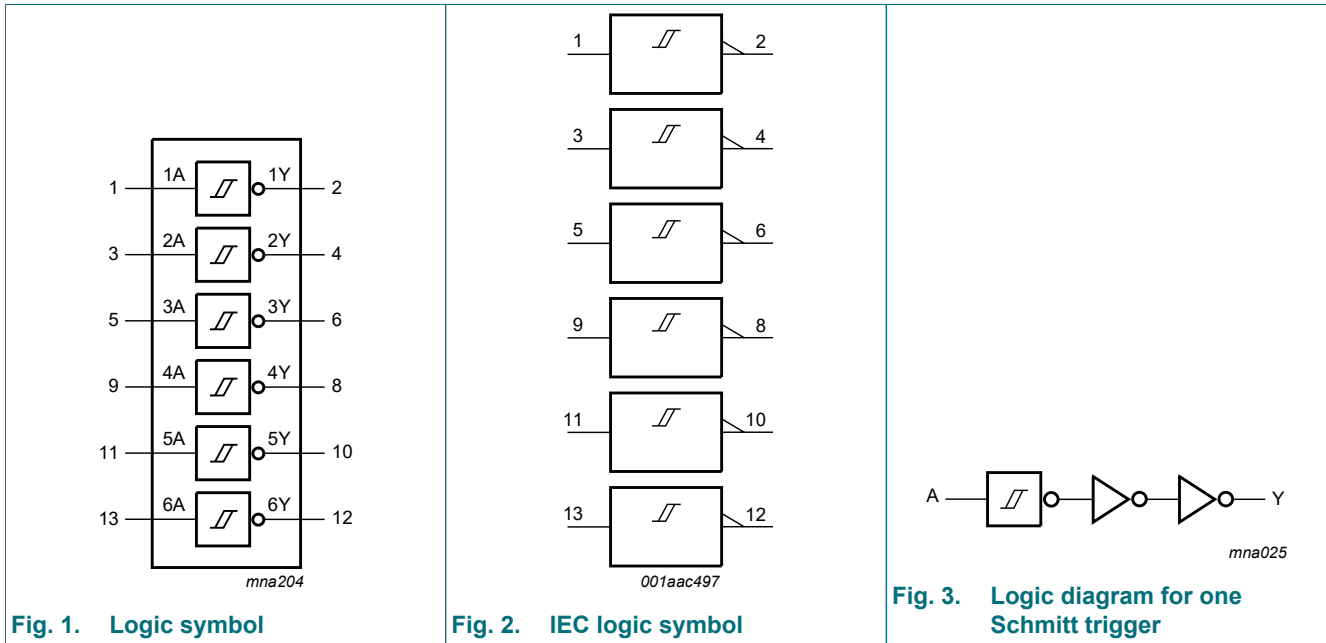 1 1A 1Y 2
3 2A 2Y 4
5 3A 3Y 6
9 4A 4Y 8
11 5A 5Y 10
13 6A 6Y 12
mna204
Fig. 1. Logic symbol
1 2
3 4
5 6
9 8
11 10
13 12
001aac497
Fig. 2. IEC logic symbol
A Y
mna025
Fig. 3. Logic diagram for one
Schmitt trigger